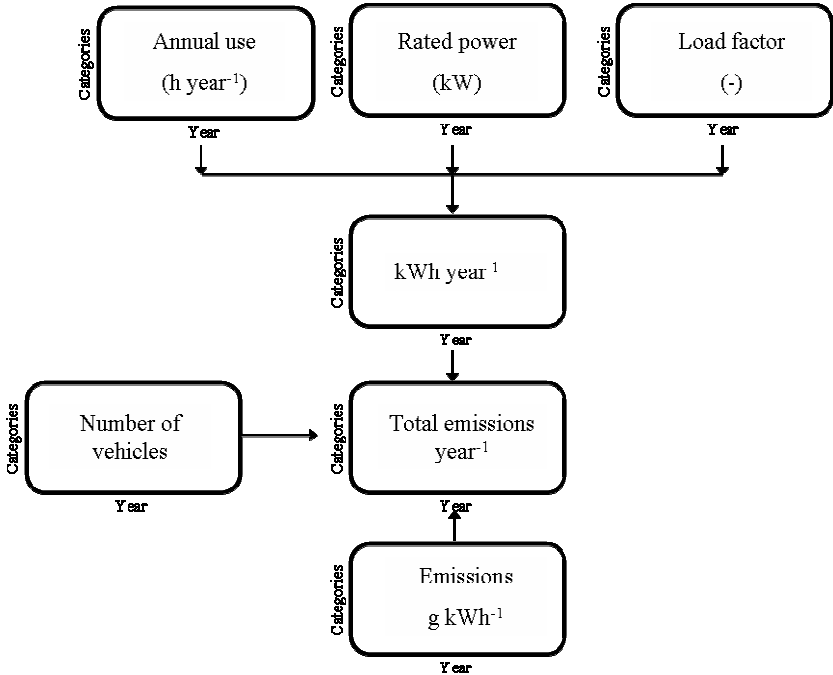 Categories
Annual use
(h year-1)
Year
Categories
Rated power
(kW)
Year
Categories
Load factor
(-)
Year
Categories
kWh year 1
Year
Categories
Number of
vehicles
Year
Categories
Total emissions
year-1
Year
Categories
Emissions
g kWh-1
Year